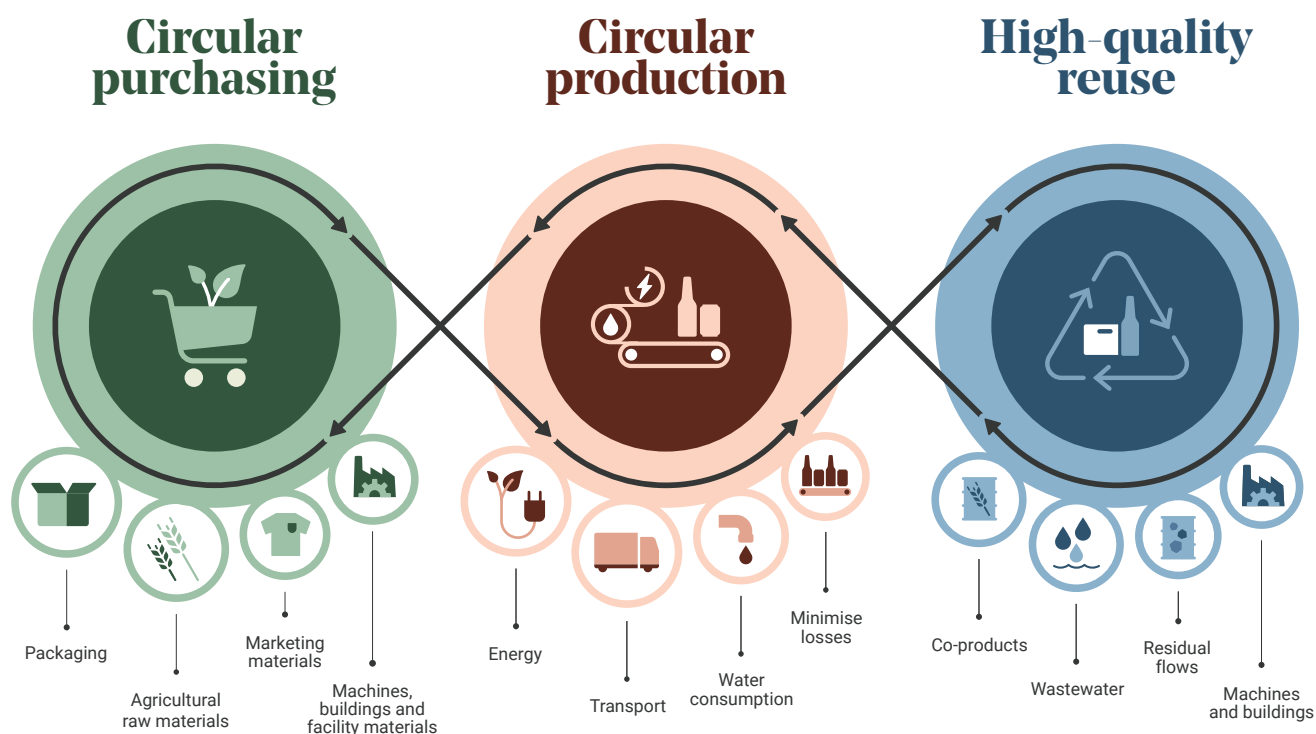 Circular
purchasing
Circular
production
High-quality
reuse
Packaging
Agricultural
raw materials
Marketing
materials
Machines,
buildings and
facility materials
Energy
Transport
Water
consumption
Minimise
losses
Co-products
Wastewater
Residual
flows
Machines
and buildings